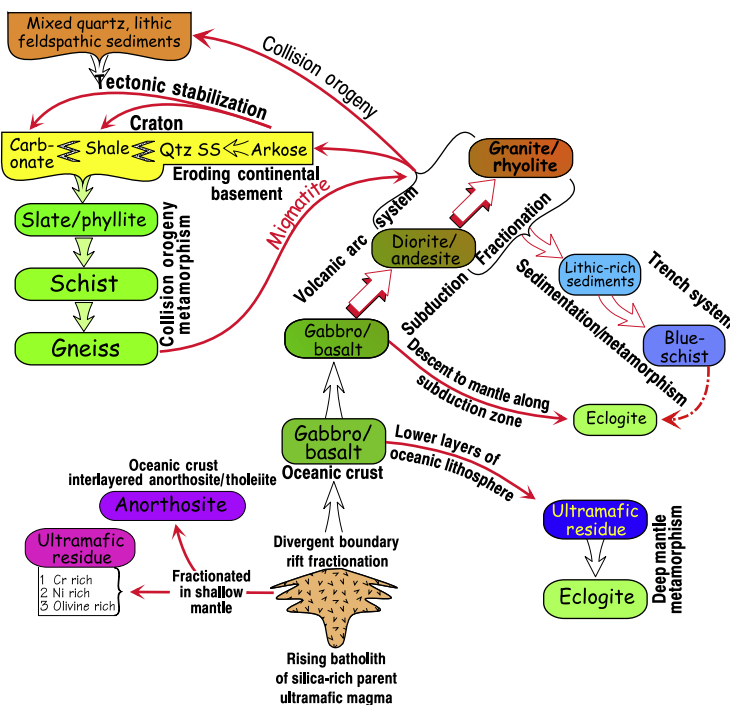 Mixed quartz, lithic
feldspathic sediments
Collision orogeny
Tectonic stabilization
Craton
Carb-
onate
Shale
Qtz SS
Arkose
Eroding continental
basement
Granite/
rhyolite
Slate/phyllite
Schist
Gneiss
Collision orogeny
metamorphism
Migmatite
Volcanic arc system
Diorite/
andesite
Subduction Fractionation
Lithic-rich
sediments
Trench system
Sedimentation/metamorphism
Blue-
schist
Gabbro/
basalt
Descent to mantle along
subduction zone
Eclogite
Gabbro/
basalt
Oceanic crust
Lower layers of
oceanic lithosphere
Oceanic crust
interlayered anorthosite/tholeiite
Anorthosite
Ultramafic
residue
1 Cr rich
2 Ni rich
3 Olivine rich
Fractionated
in shallow
mantle
Divergent boundary
rift fractionation
Ultramafic
residue
Eclogite
Deep mantle
metamorphism
Rising batholith
of silica-rich parent
ultramafic magma